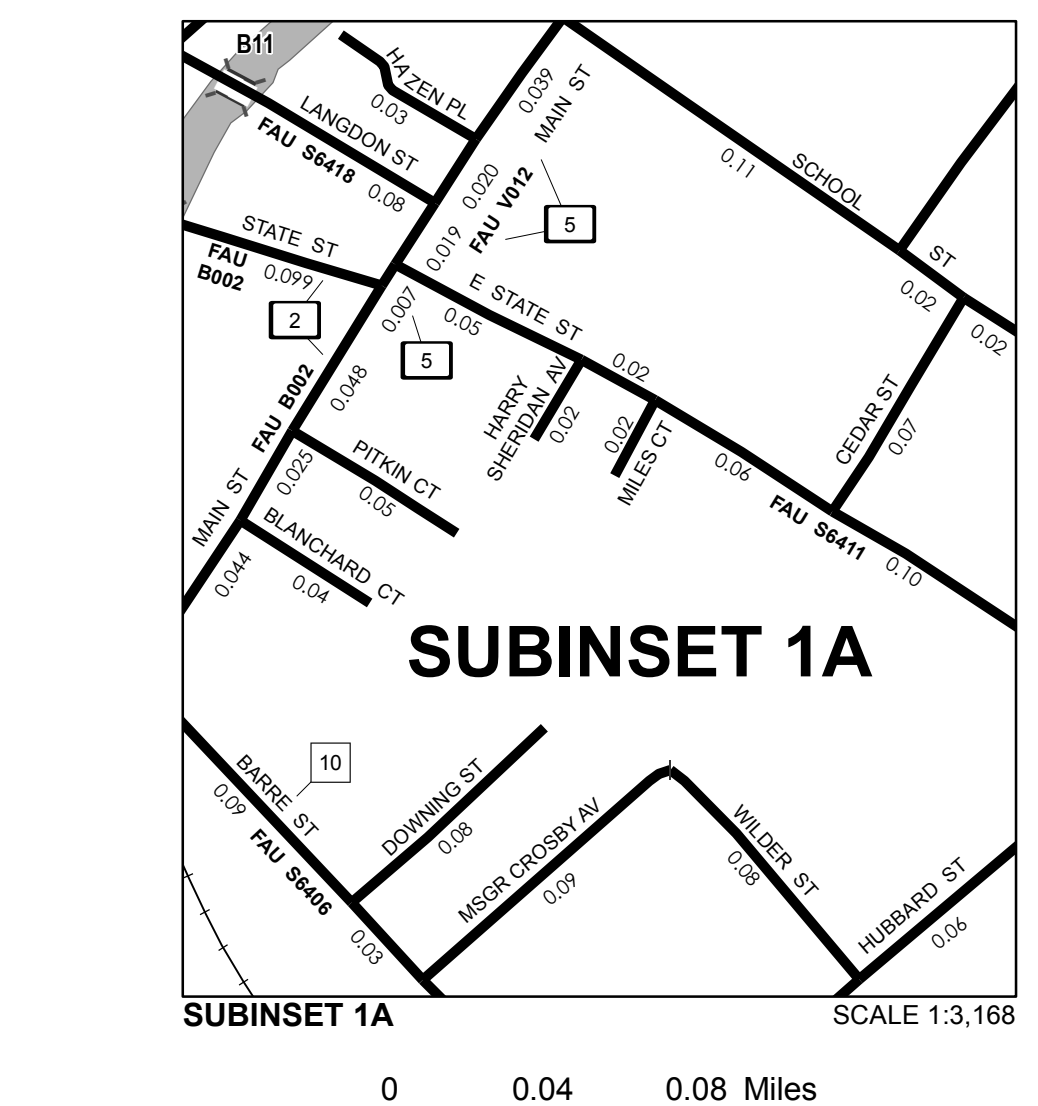 B11
HAZEN PL
0.03
0.039
MAIN ST
LANGDON ST
FAU S6418
0.08
0.020
FAU V012
5
0.11
SCHOOL
ST
STATE ST
FAU
B002
0.099
0.019
2
0.007
5
E STATE ST
0.05
0.02
0.02
0.02
0.048
FAU B002
HARRY
SHERIDAN AV
0.02
0.02
MILES CT
CEDAR ST
0.07
0.06
FAU S6411
0.10
MAIN ST
0.025
PITKIN CT
0.05
BLANCHARD CT
0.044
0.04
SUBINSET 1A
10
BARRE ST
0.09
FAU S6406
DOWNING ST
0.08
0.03
MSGR CROSBY AV
0.09
WILDER ST
0.08
HUBBARD ST
0.06
SUBINSET 1A
SCALE 1:3,168
0 0.04 0.08 Miles